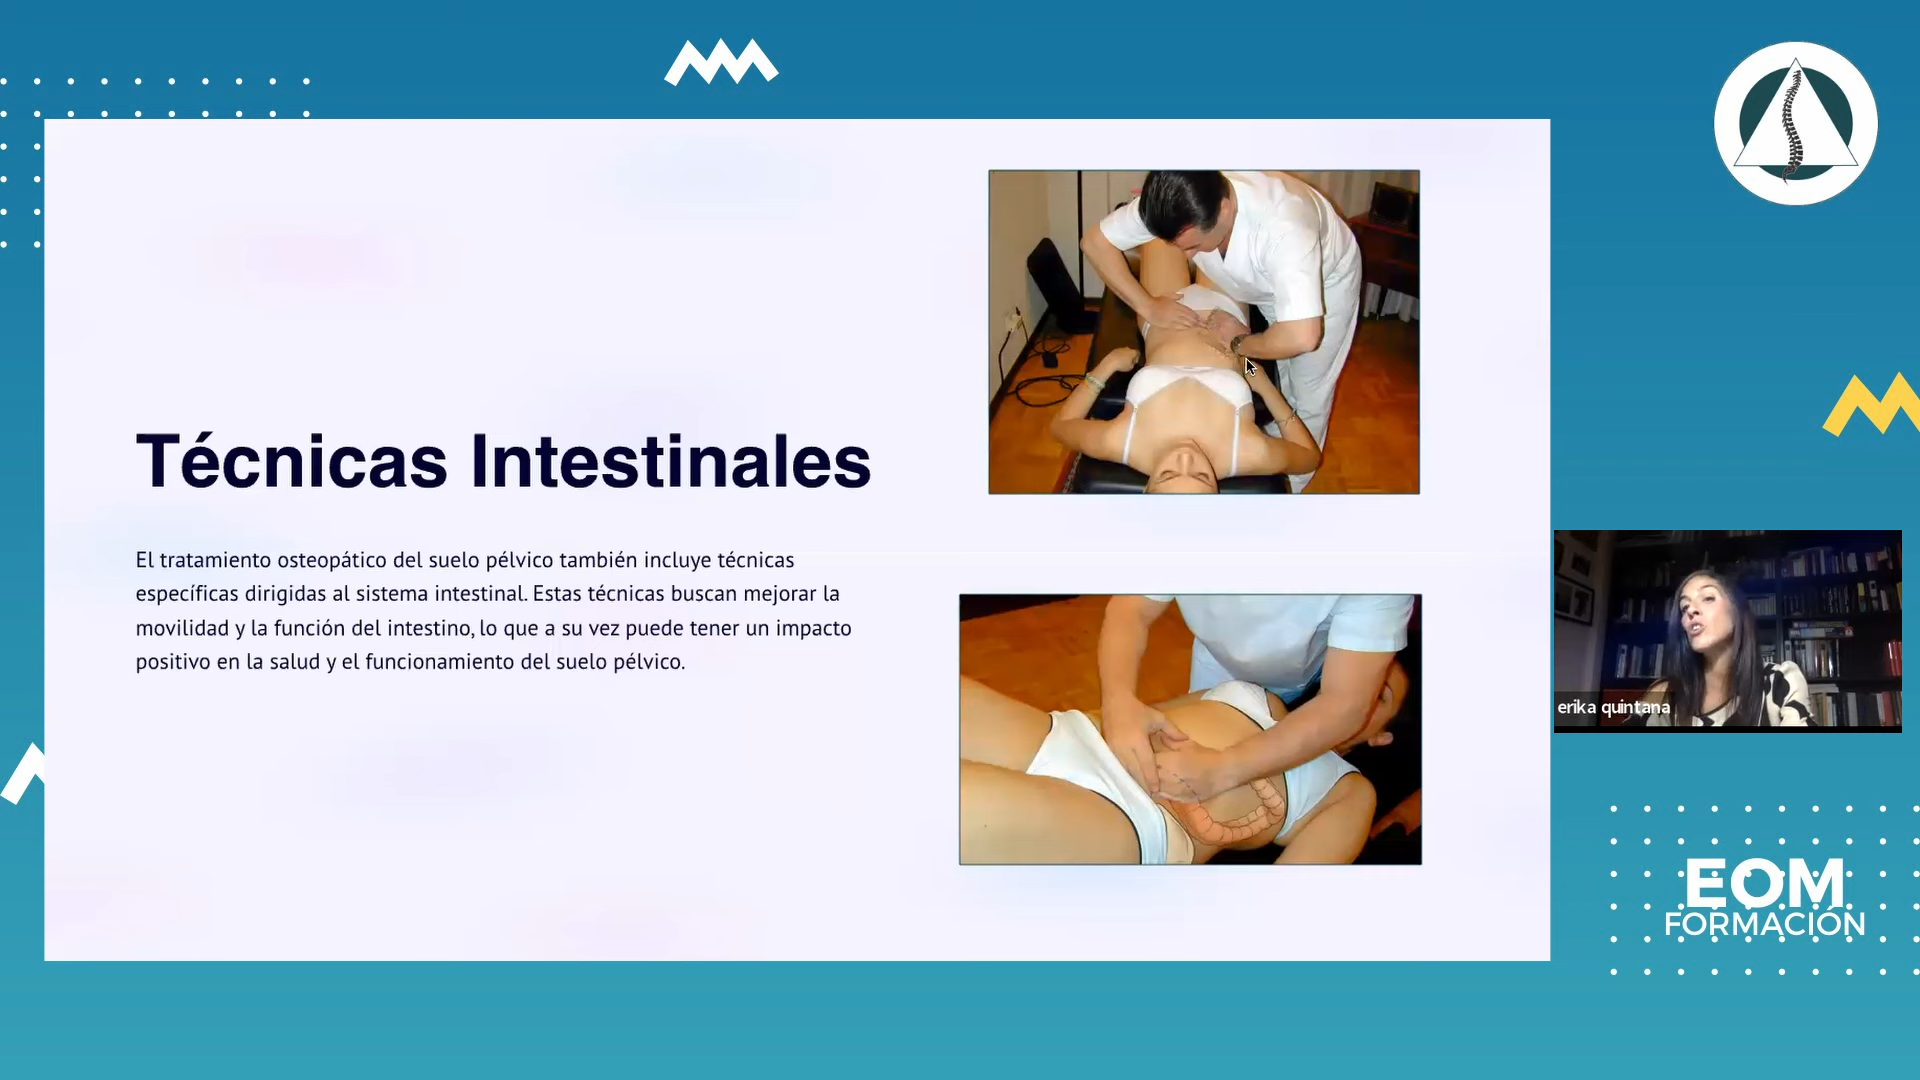 Técnicas Intestinales
El tratamiento osteopático del suelo pélvico también incluye técnicas
específicas dirigidas al sistema intestinal. Estas técnicas buscan mejorar la
movilidad y la función del intestino, lo que a su vez puede tener un impacto
positivo en la salud y el funcionamiento del suelo pélvico.
erika quintana
EOM
FORMACIÓN